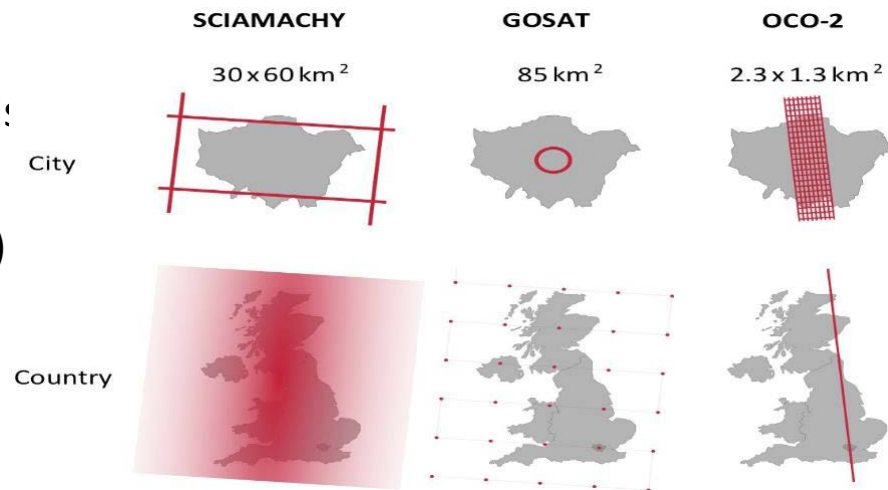 SCIAMACHY GOSAT OCO-2
30 x 60 km² 85 km² 2.3 x 1.3 km²
City
Country
)